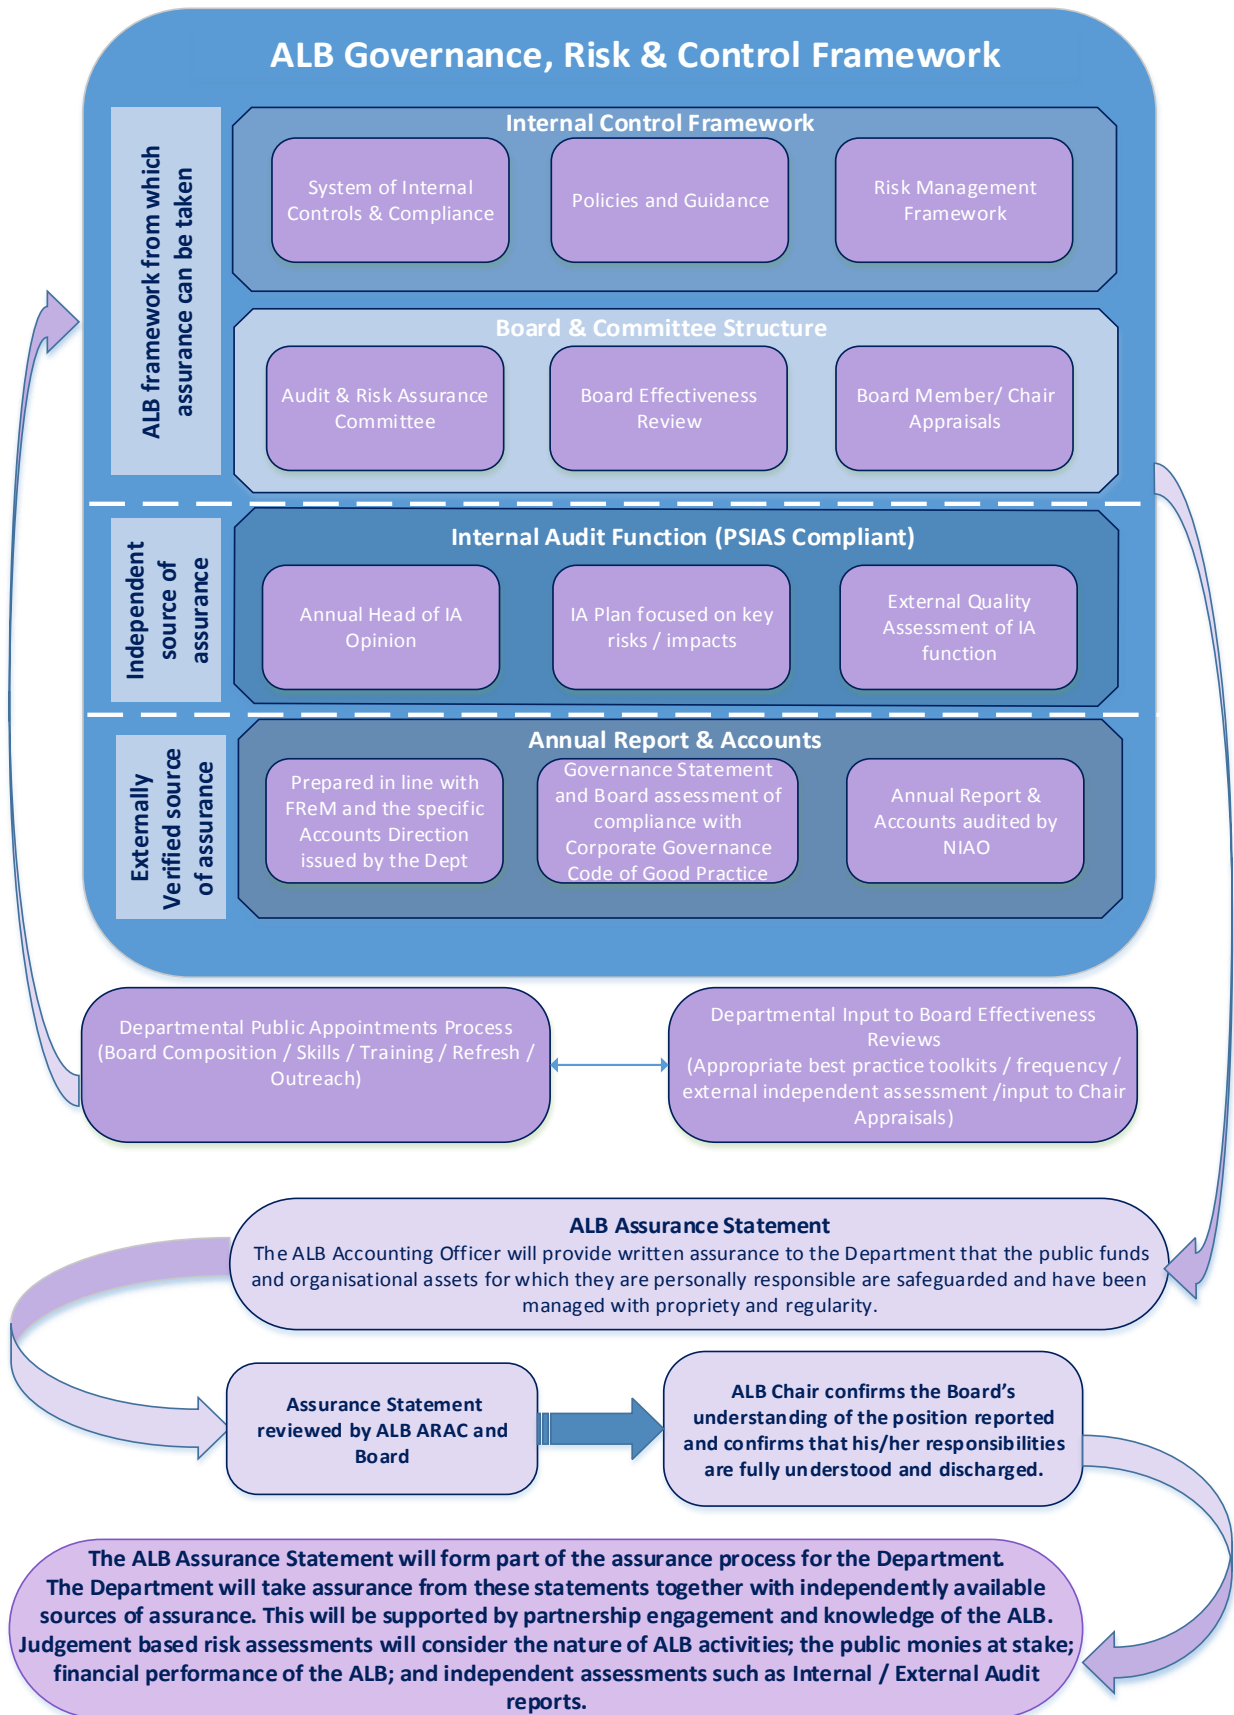 ALB Governance, Risk & Control Framework
ALB framework from which
assurance can be taken
Internal Control Framework
System of Internal
Controls & Compliance
Policies and Guidance
Risk Management
Framework
Board & Committee Structure
Audit & Risk Assurance
Committee
Board Effectiveness
Review
Board Member/ Chair
Appraisals
Independent
source of
assurance
Internal Audit Function (PSIAS Compliant)
Annual Head of IA
Opinion
IA Plan focused on key
risks / impacts
External Quality
Assessment of IA
function
Externally
Verified source
of assurance
Annual Report & Accounts
Prepared in line with
FReM and the specific
Accounts Direction
issued by the Dept
Governance Statement
and Board assessment of
compliance with
Corporate Governance
Code of Good Practice
Annual Report &
Accounts audited by
NIAO
Departmental Public Appointments Process
(Board Composition / Skills / Training / Refresh /
Outreach)
Departmental Input to Board Effectiveness
Reviews
(Appropriate best practice toolkits / frequency /
external independent assessment /input to Chair
Appraisals)
ALB Assurance Statement
The ALB Accounting Officer will provide written assurance to the Department that the public funds
and organisational assets for which they are personally responsible are safeguarded and have been
managed with propriety and regularity.
Assurance Statement
reviewed by ALB ARAC and
Board
ALB Chair confirms the Board’s
understanding of the position reported
and confirms that his/her responsibilities
are fully understood and discharged.
The ALB Assurance Statement will form part of the assurance process for the Department.
The Department will take assurance from these statements together with independently available
sources of assurance. This will be supported by partnership engagement and knowledge of the ALB.
Judgement based risk assessments will consider the nature of ALB activities; the public monies at stake;
financial performance of the ALB; and independent assessments such as Internal / External Audit
reports.